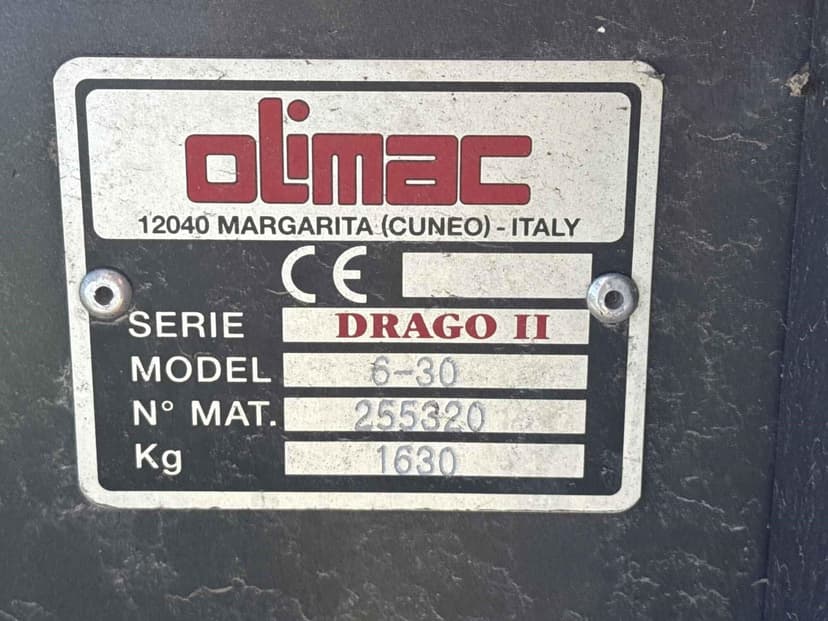 olimac
12040 MARGARITA (CUNEO) - ITALY
CE
SERIE DRAGO II
MODEL 6-30
N° MAT. 255320
Kg 1630